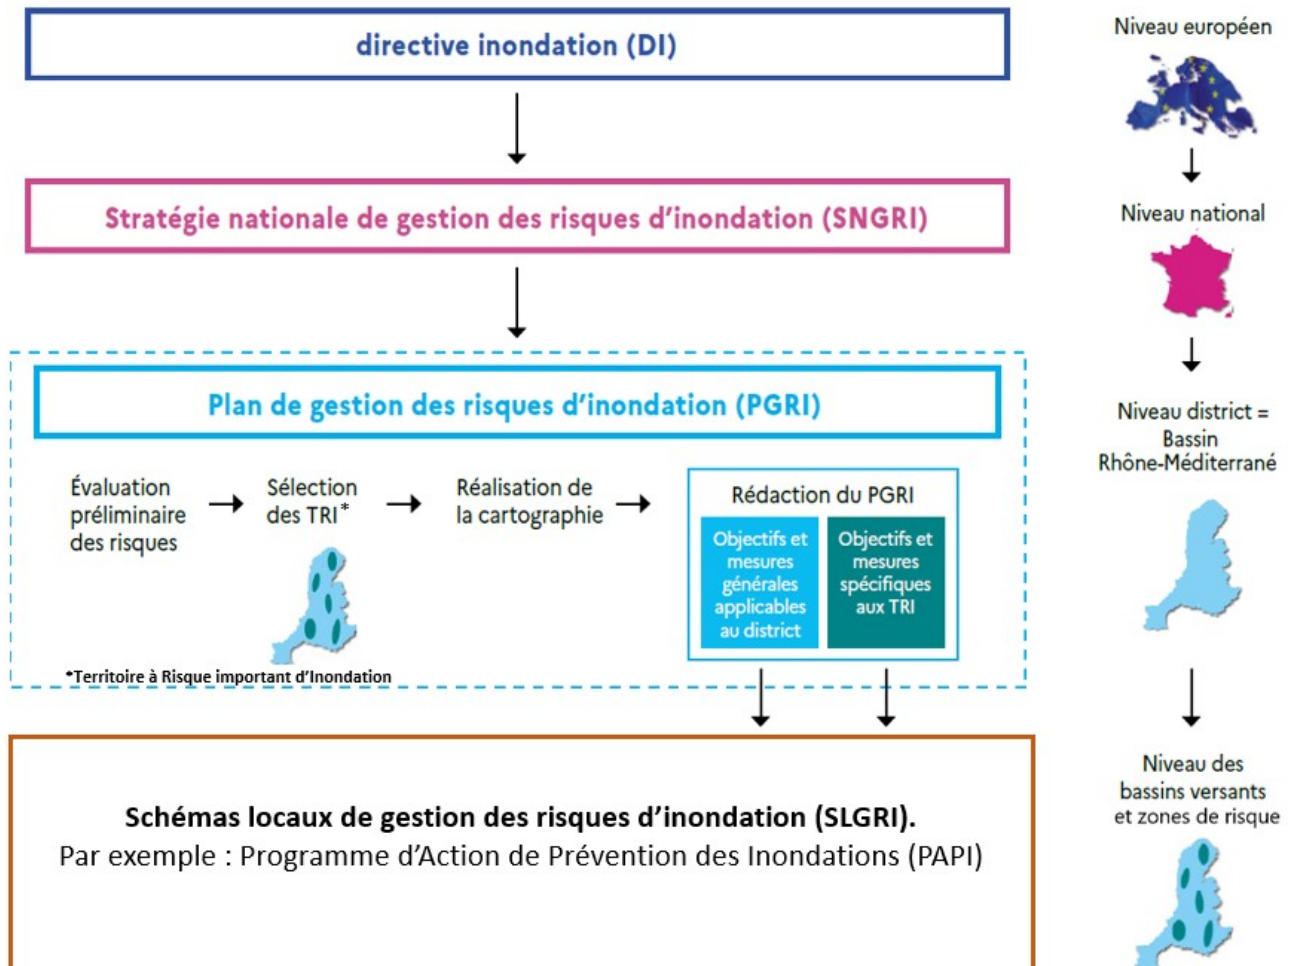 directive inondation (DI)
Niveau européen
Stratégie nationale de gestion des risques d'inondation (SNGRI)
Niveau national
Plan de gestion des risques d'inondation (PGRI)
Niveau district =
Bassin
Rhône-Méditerrané
Évaluation
préliminaire
des risques
Sélection
des TRI*
Réalisation de
la cartographie
Rédaction du PGRI
Objectifs et
mesures
générales
applicables
au district
Objectifs et
mesures
spécifiques
aux TRI
*Territoire à Risque important d'Inondation
Schémas locaux de gestion des risques d'inondation (SLGRI).
Par exemple : Programme d'Action de Prévention des Inondations (PAPI)
Niveau des
bassins versants
et zones de risque